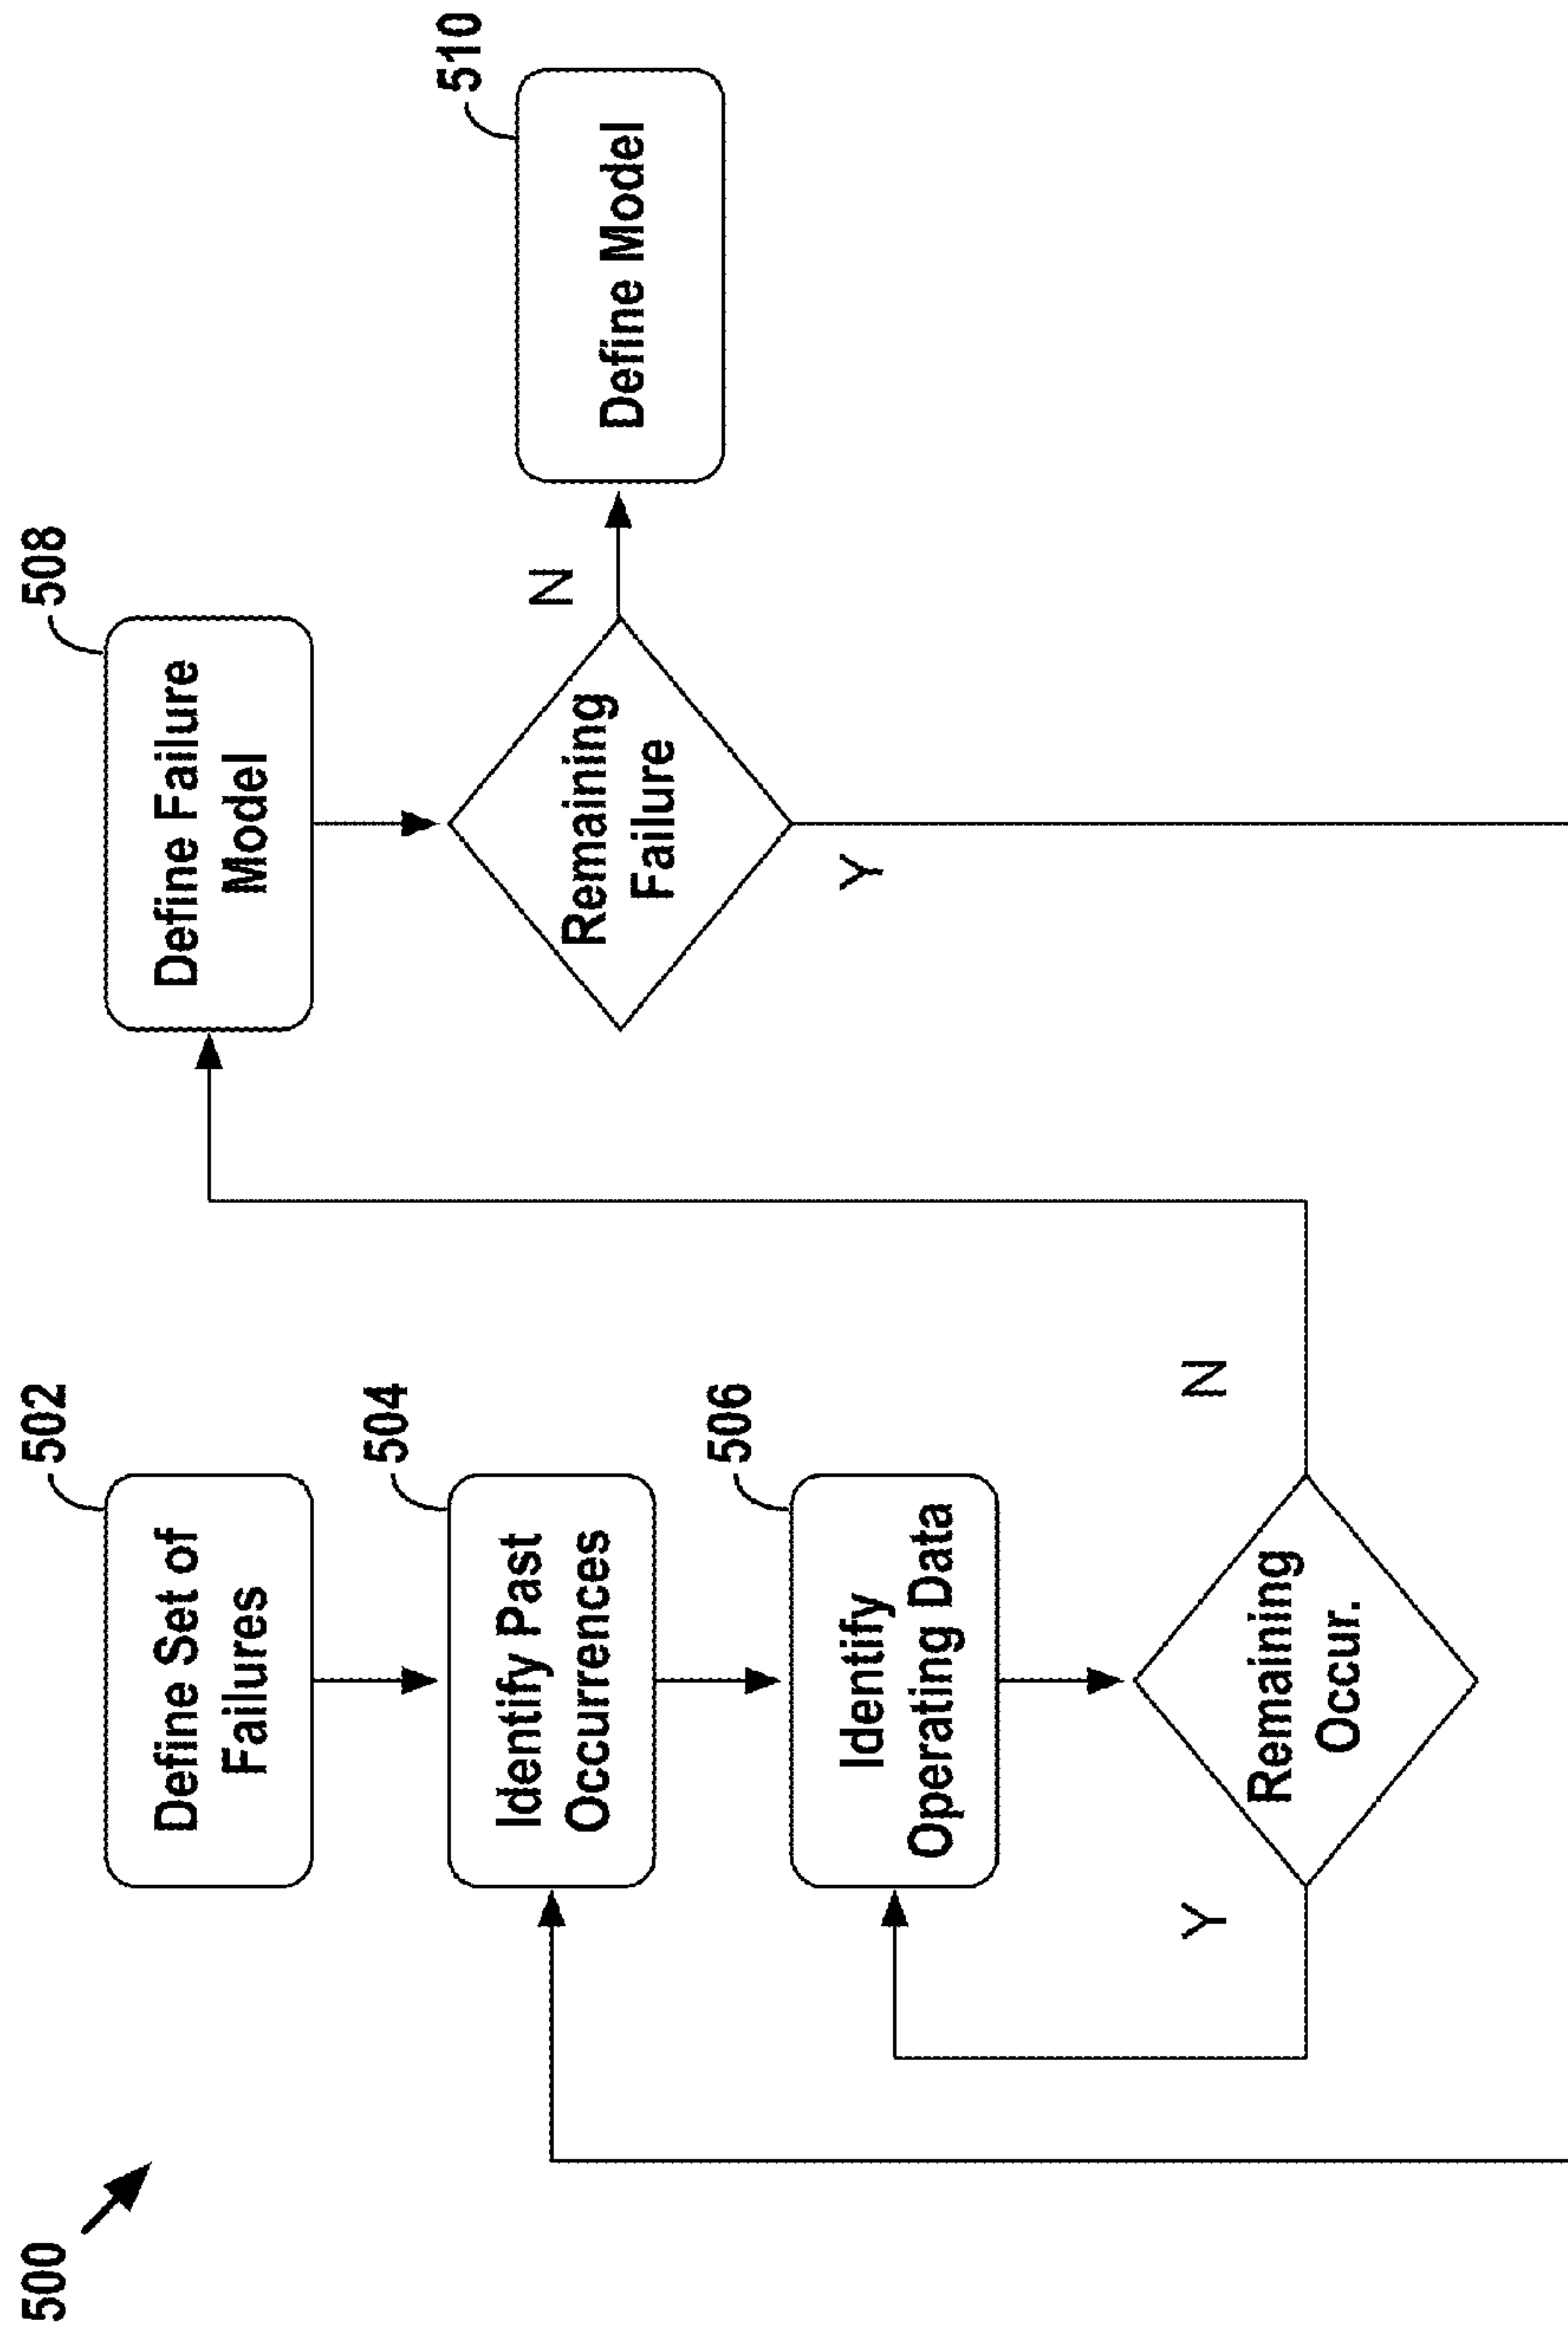 500
502
Define Set of
Failures
504
Identify Past
Occurrences
506
Identify
Operating Data
Remaining
Occur.
Y
N
508
Define Failure
Model
Remaining
Failure
N
Y
510
Define Model